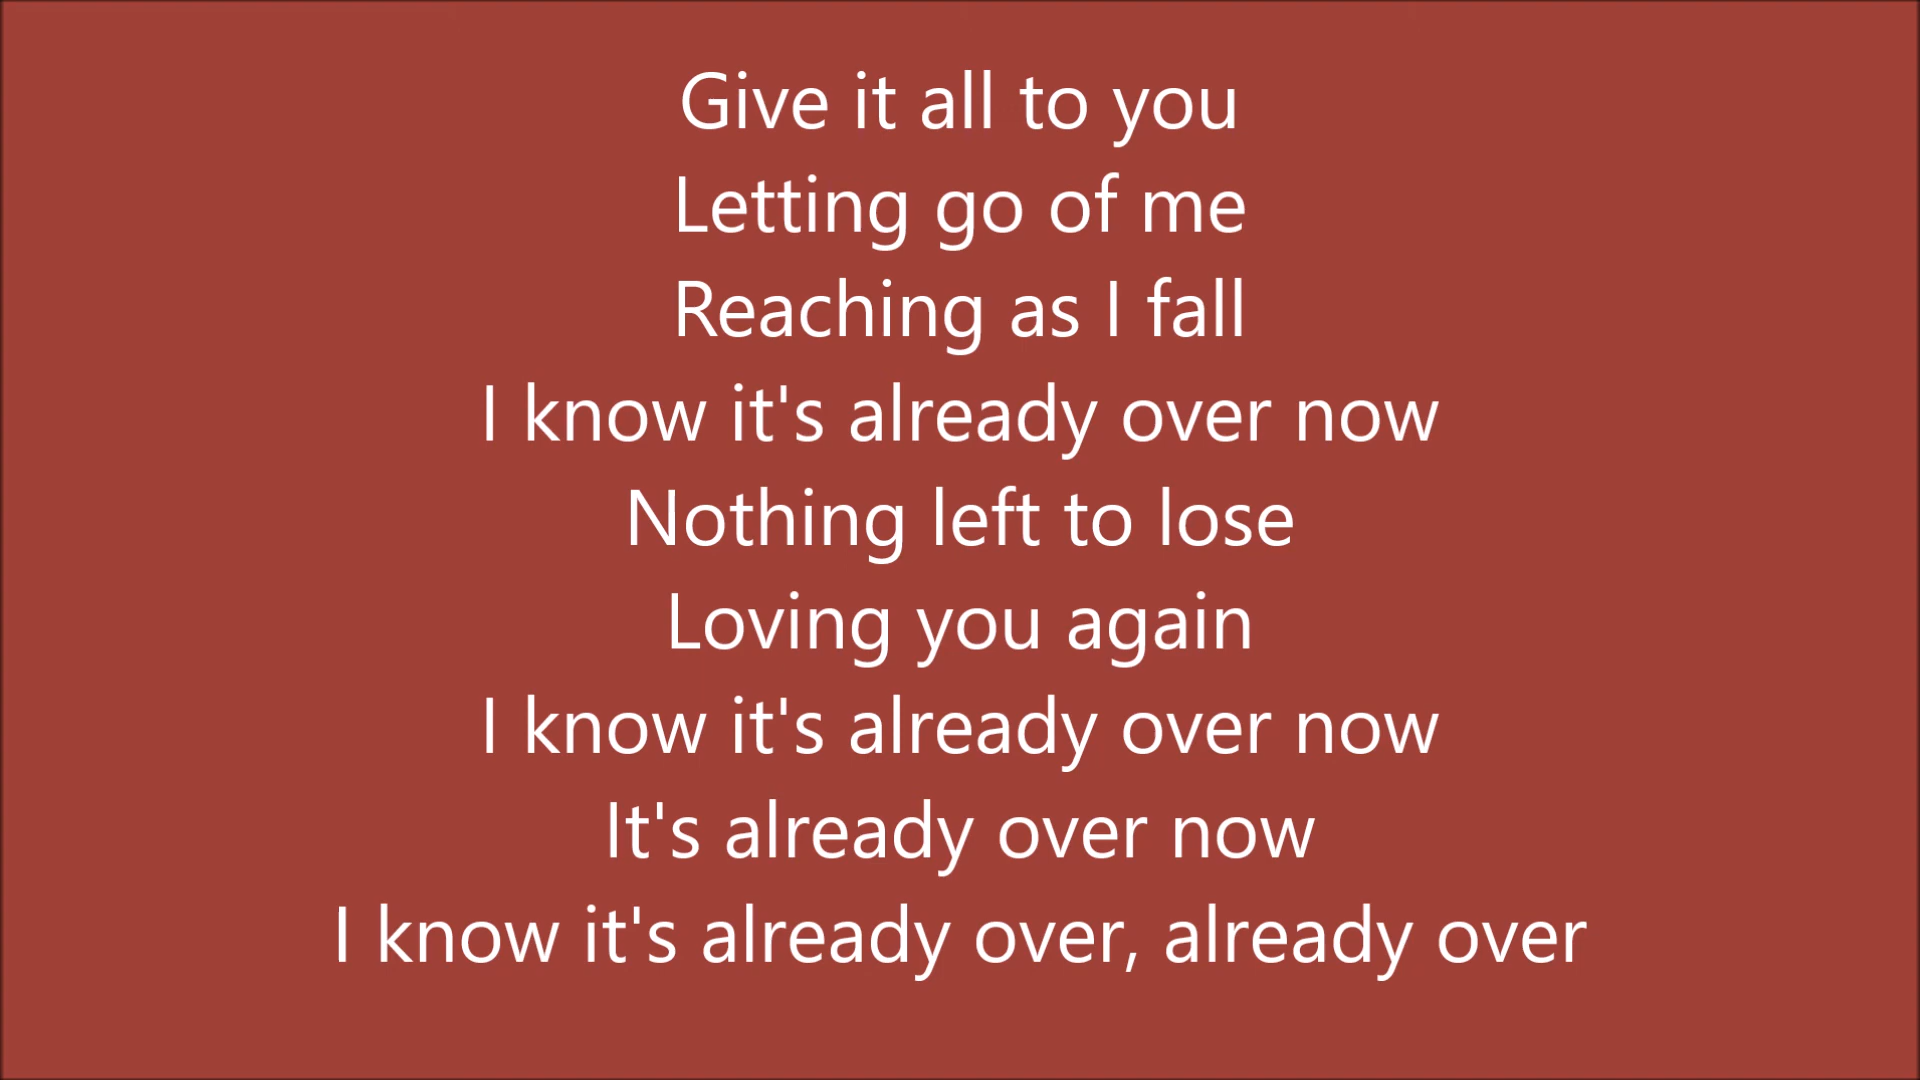 Give it all to you
Letting go of me
Reaching as I fall
I know it's already over now
Nothing left to lose
Loving you again
I know it's already over now
It's already over now
I know it's already over, already over